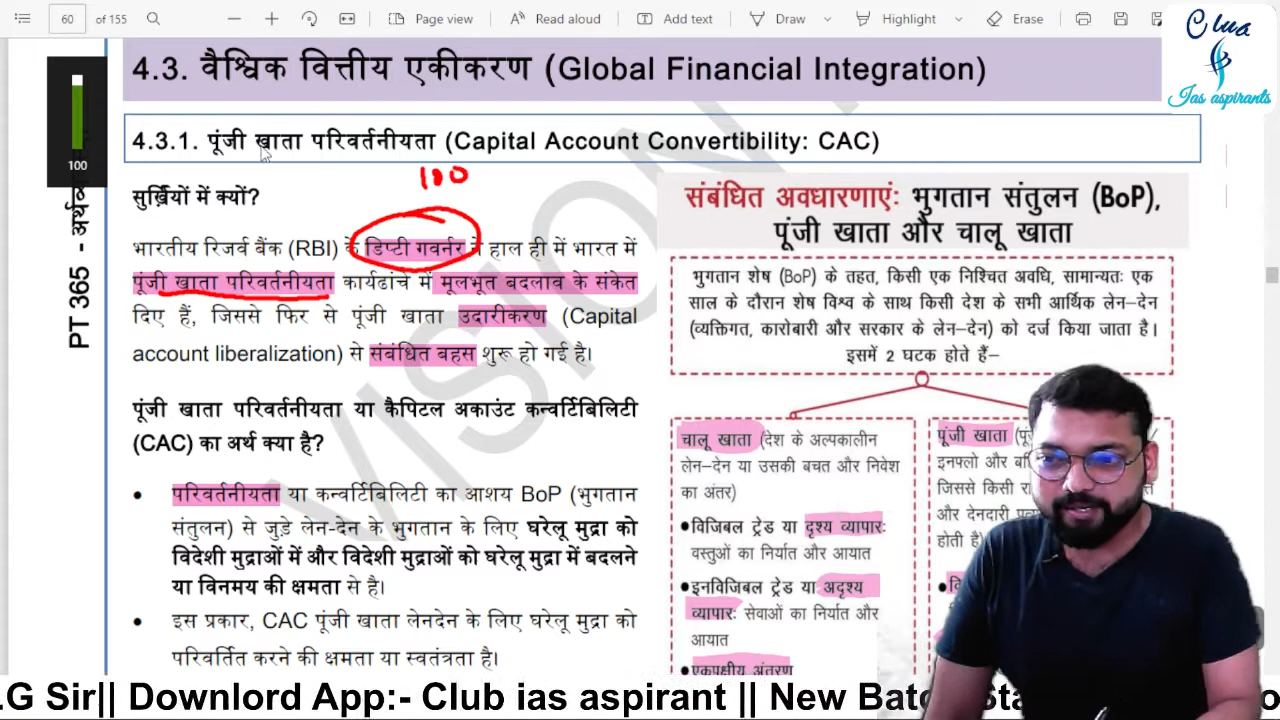 60 of 155 Page view Read aloud Add text Draw Highlight Erase
Club
Ias aspirants
4.3. वैश्विक वित्तीय एकीकरण (Global Financial Integration)
100
PT 365 -
4.3.1. पूंजी खाता परिवर्तनीयता (Capital Account Convertibility: CAC)
100
सुर्ख़ियों में क्यों?
भारतीय रिजर्व बैंक (RBI) के डिप्टी गवर्नर ने हाल ही में भारत में
पूंजी खाता परिवर्तनीयता कार्यढांचे में मूलभूत बदलाव के संकेत
दिए हैं, जिससे फिर से पूंजी खाता उदारीकरण (Capital
account liberalization) से संबंधित बहस शुरू हो गई है।
पूंजी खाता परिवर्तनीयता या कैपिटल अकाउंट कन्वर्टिबिलिटी
(CAC) का अर्थ क्या है?
• परिवर्तनीयता या कन्वर्टिबिलिटी का आशय BoP (भुगतान
संतुलन) से जुड़े लेन-देन के भुगतान के लिए घरेलू मुद्रा को
विदेशी मुद्राओं में और विदेशी मुद्राओं को घरेलू मुद्रा में बदलने
या विनमय की क्षमता से है।
• इस प्रकार, CAC पूंजी खाता लेनदेन के लिए घरेलू मुद्रा को
परिवर्तित करने की क्षमता या स्वतंत्रता है।
VISION
संबंधित अवधारणाएं: भुगतान संतुलन (BoP),
पूंजी खाता और चालू खाता
भुगतान शेष (BoP) के तहत, किसी एक निश्चित अवधि, सामान्यतः एक
साल के दौरान शेष विश्व के साथ किसी देश के सभी आर्थिक लेन-देन
(व्यक्तिगत, कारोबारी और सरकार के लेन-देन) को दर्ज किया जाता है।
इसमें 2 घटक होते हैं–
चालू खाता (देश के अल्पकालीन
लेन-देन या उसकी बचत और निवेश
का अंतर)
•विजिबल ट्रेड या दृश्य व्यापारः
वस्तुओं का निर्यात और आयात
•इनविजिबल ट्रेड या अदृश्य
व्यापारः सेवाओं का निर्यात और
आयात
•एकपक्षीय अंतरण
पूंजी खाता
इनफ्लो और
जिससे किसी
और देनदारी
होती है)
.G Sir|| Downlord App:- Club ias aspirant || New Batch